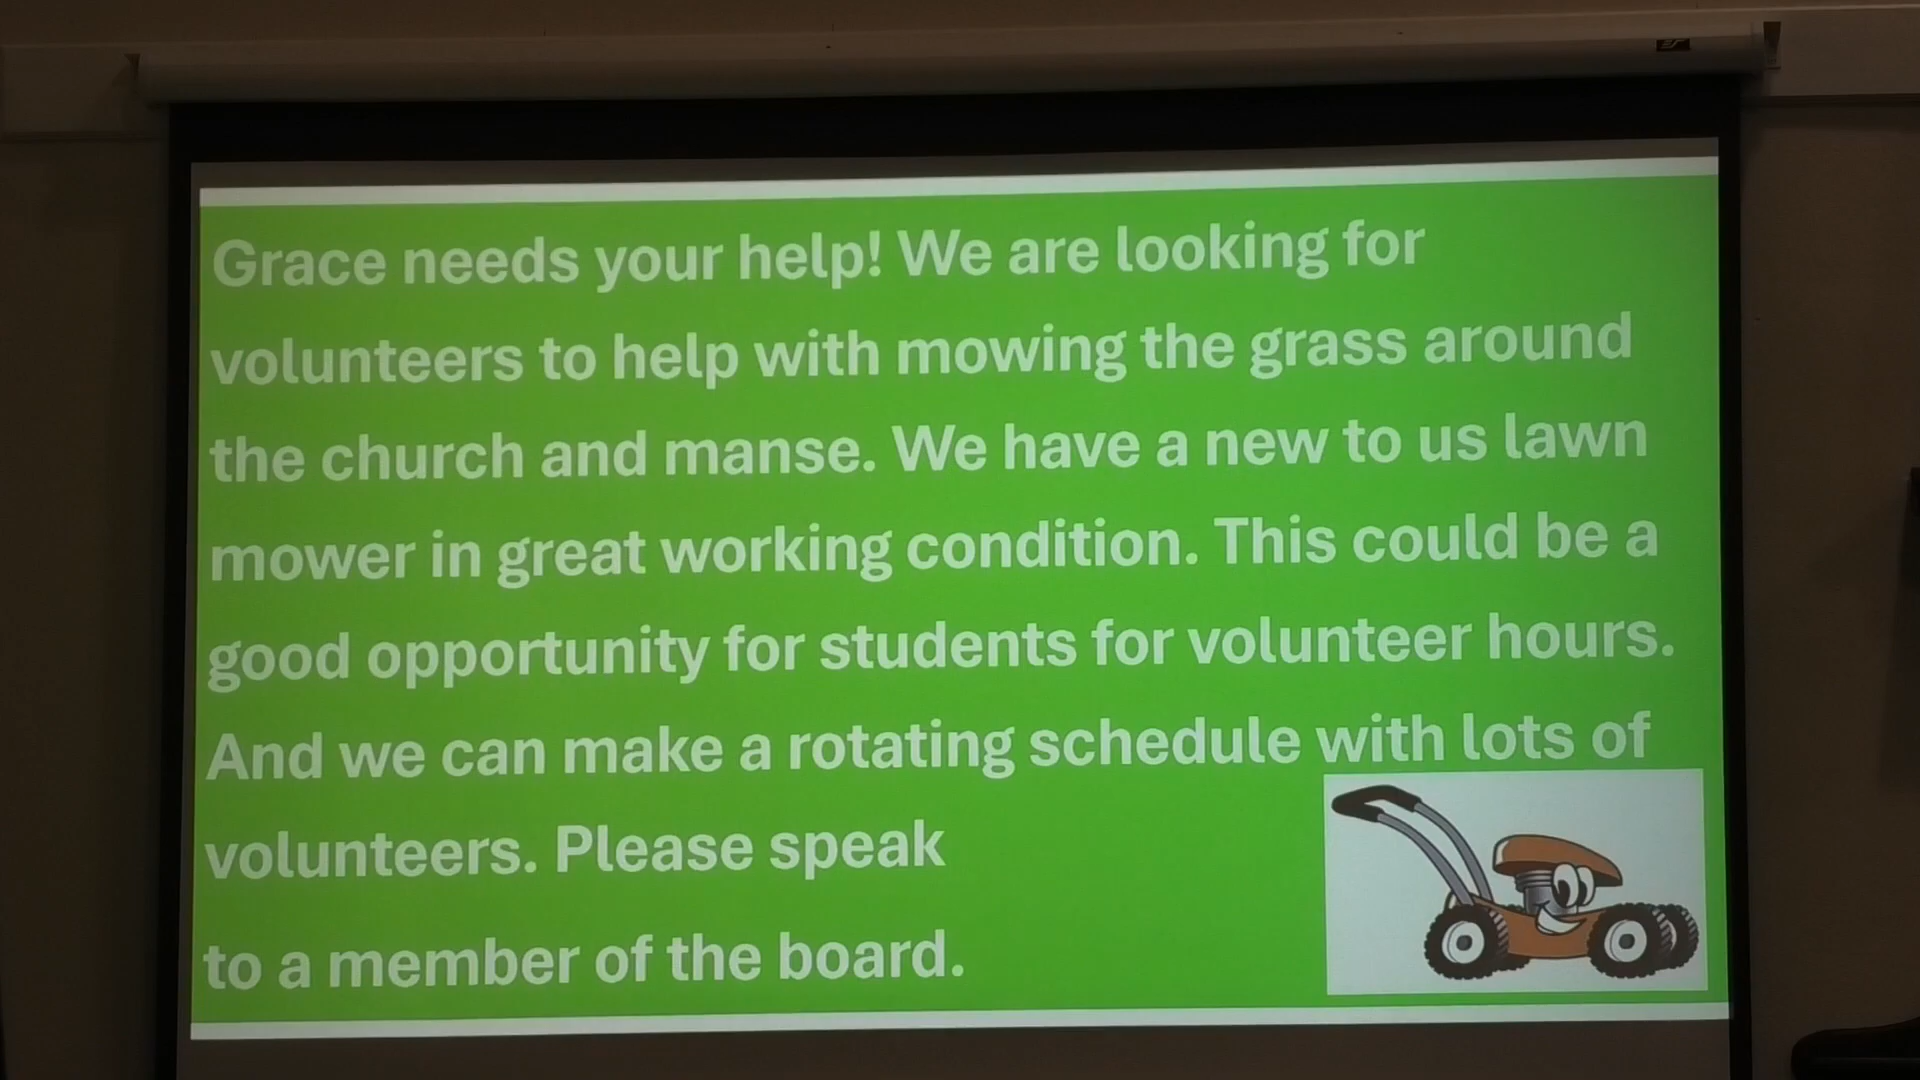 Grace needs your help! We are looking for
volunteers to help with mowing the grass around
the church and manse. We have a new to us lawn
mower in great working condition. This could be a
good opportunity for students for volunteer hours.
And we can make a rotating schedule with lots of
volunteers. Please speak
to a member of the board.